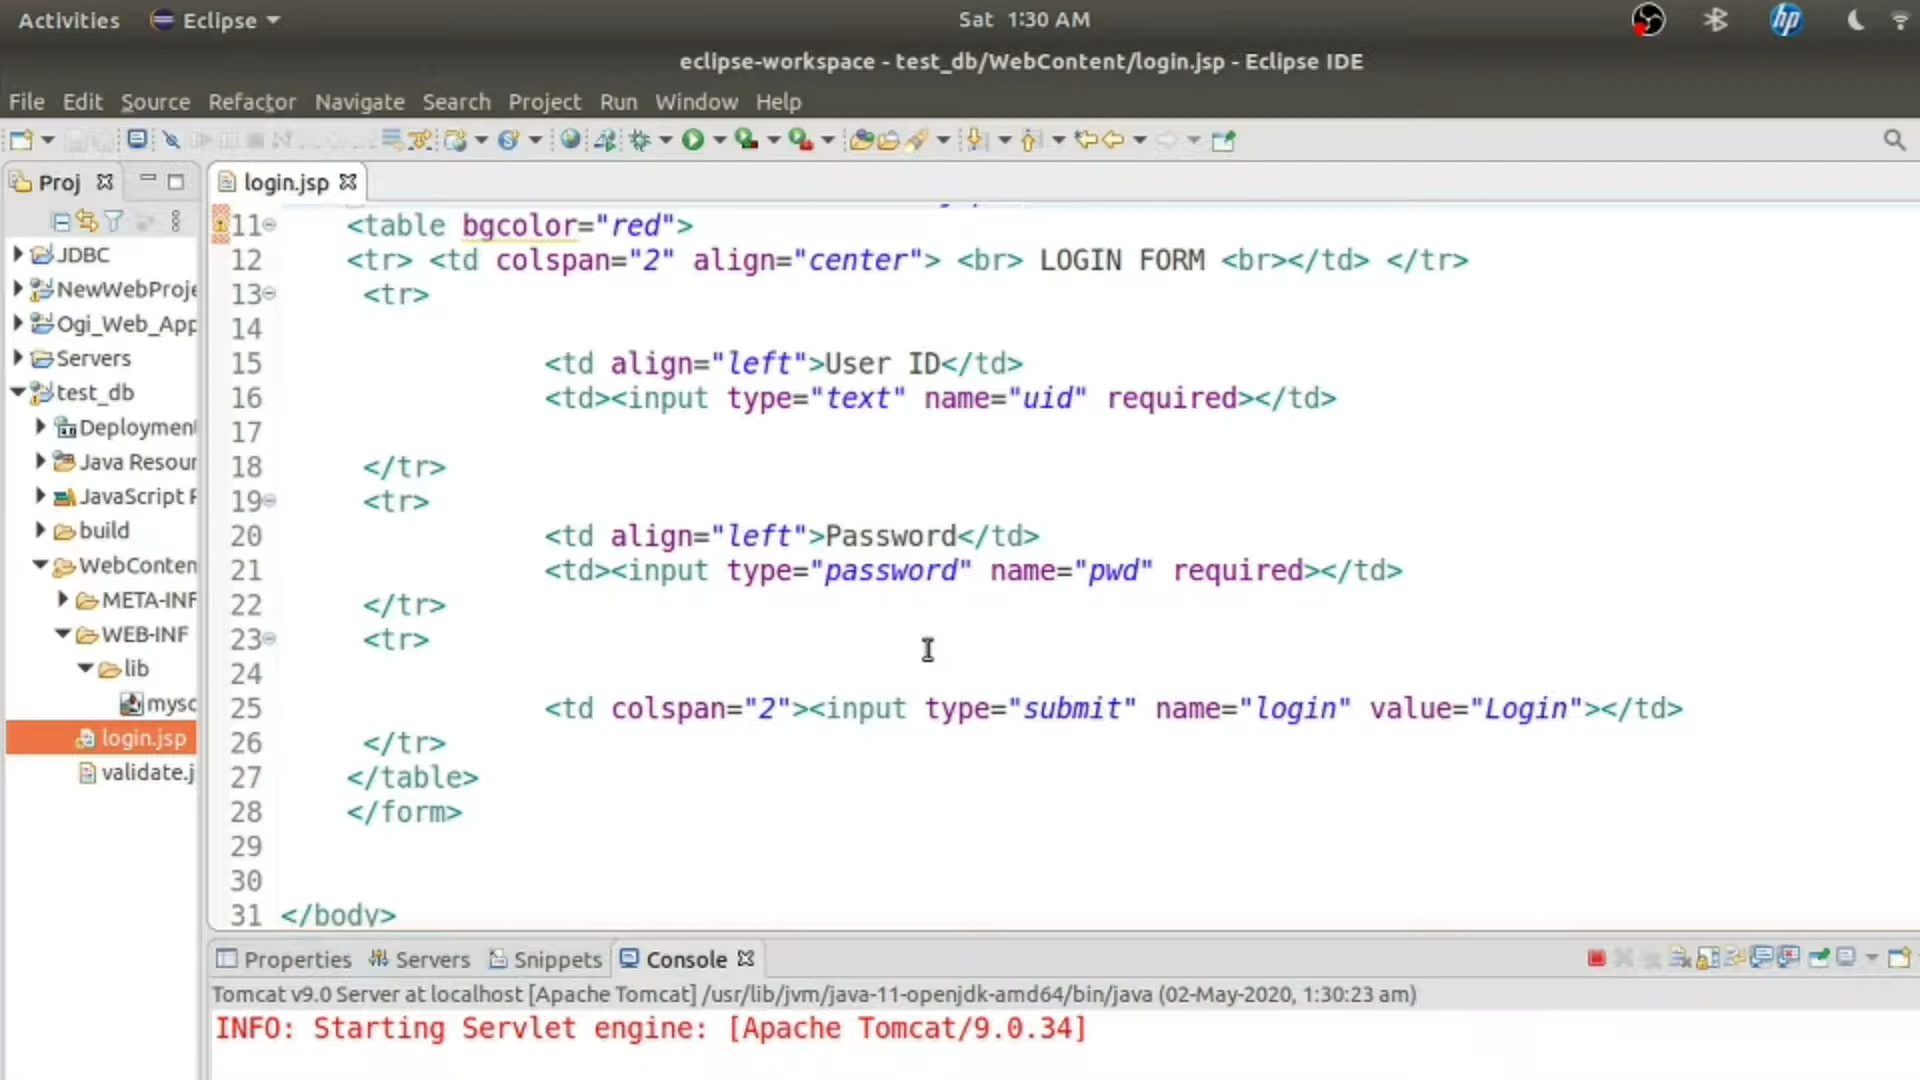 Activities Eclipse Sat 1:30 AM
eclipse-workspace - test_db/WebContent/login.jsp - Eclipse IDE
File Edit Source Refactor Navigate Search Project Run Window Help
Proj login.jsp
JDBC
NewWebProje
Ogi_Web_App
Servers
test_db
Deployment
Java Resour
JavaScript R
build
WebConten
META-INF
WEB-INF
lib
mysc
login.jsp
validate.j
11 <table bgcolor="red">
12 <tr> <td colspan="2" align="center"> <br> LOGIN FORM <br></td> </tr>
13 <tr>
14
15 <td align="left">User ID</td>
16 <td><input type="text" name="uid" required></td>
17
18 </tr>
19 <tr>
20 <td align="left">Password</td>
21 <td><input type="password" name="pwd" required></td>
22 </tr>
23 <tr>
24
25 <td colspan="2"><input type="submit" name="login" value="Login"></td>
26 </tr>
27 </table>
28 </form>
29
30
31 </body>
Properties Servers Snippets Console
Tomcat v9.0 Server at localhost [Apache Tomcat] /usr/lib/jvm/java-11-openjdk-amd64/bin/java (02-May-2020, 1:30:23 am)
INFO: Starting Servlet engine: [Apache Tomcat/9.0.34]